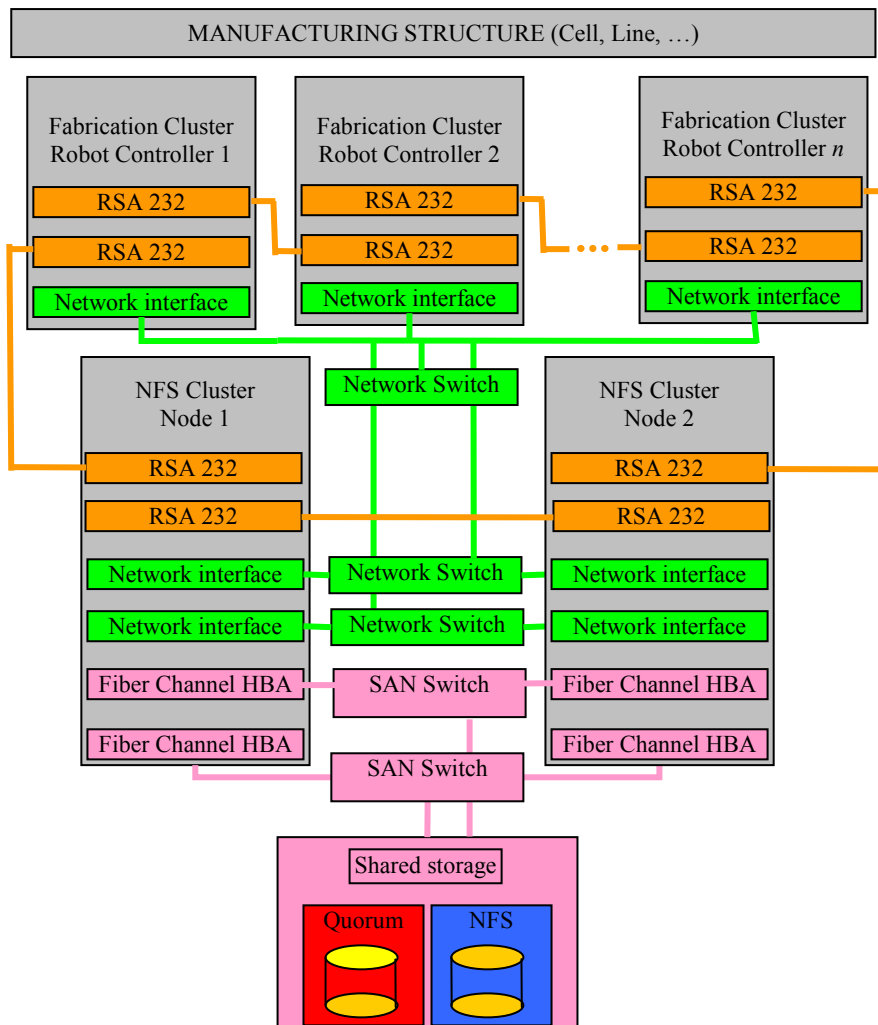 MANUFACTURING STRUCTURE (Cell, Line, …)
Fabrication Cluster
Robot Controller 1
RSA 232
RSA 232
Network interface
Fabrication Cluster
Robot Controller 2
RSA 232
RSA 232
Network interface
Fabrication Cluster
Robot Controller n
RSA 232
RSA 232
Network interface
Network Switch
NFS Cluster
Node 1
RSA 232
RSA 232
Network interface
Network interface
Fiber Channel HBA
Fiber Channel HBA
Network Switch
Network Switch
SAN Switch
SAN Switch
NFS Cluster
Node 2
RSA 232
RSA 232
Network interface
Network interface
Fiber Channel HBA
Fiber Channel HBA
Shared storage
Quorum
NFS